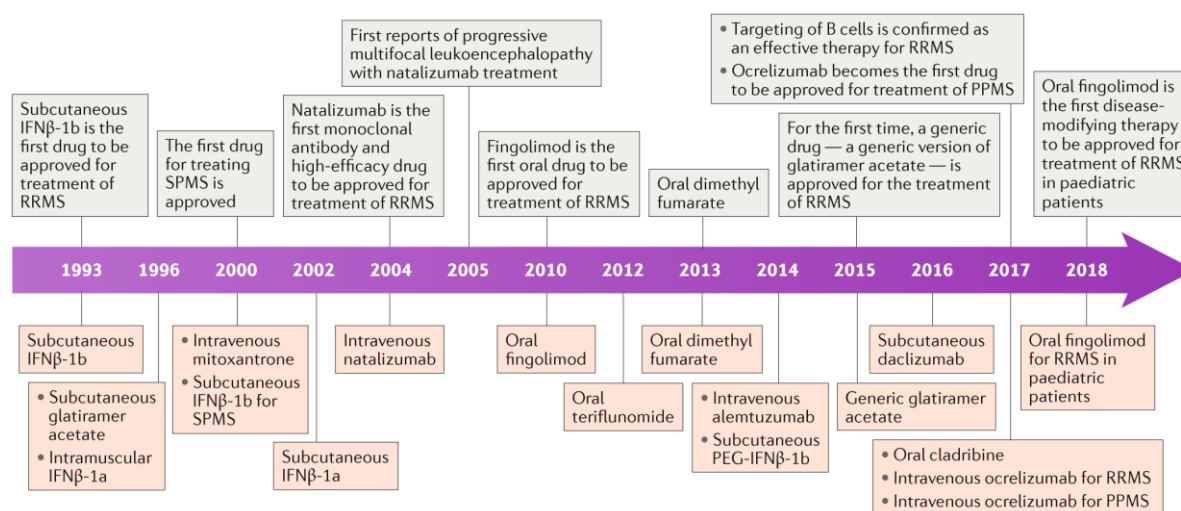 First reports of progressive
multifocal leukoencephalopathy
with natalizumab treatment
• Targeting of B cells is confirmed as
an effective therapy for RRMS
• Ocrelizumab becomes the first drug
to be approved for treatment of PPMS
Subcutaneous
IFNβ-1b is the
first drug to be
approved for
treatment of
RRMS
The first drug
for treating
SPMS is
approved
Natalizumab is the
first monoclonal
antibody and
high-efficacy drug
to be approved for
treatment of RRMS
Fingolimod is the
first oral drug to be
approved for
treatment of RRMS
Oral dimethyl
fumarate
For the first time, a generic
drug — a generic version of
glatiramer acetate — is
approved for the treatment
of RRMS
Oral fingolimod is
the first disease-
modifying therapy
to be approved for
treatment of RRMS
in paediatric
patients
1993 1996 2000 2002 2004 2005 2010 2012 2013 2014 2015 2016 2017 2018
Subcutaneous
IFNβ-1b
• Subcutaneous
glatiramer
acetate
• Intramuscular
IFNβ-1a
• Intravenous
mitoxantrone
• Subcutaneous
IFNβ-1b for
SPMS
Subcutaneous
IFNβ-1a
Intravenous
natalizumab
Oral
fingolimod
Oral
teriflunomide
Oral dimethyl
fumarate
• Intravenous
alemtuzumab
• Subcutaneous
PEG-IFNβ-1b
Generic glatiramer
acetate
Subcutaneous
daclizumab
• Oral cladribine
• Intravenous ocrelizumab for RRMS
• Intravenous ocrelizumab for PPMS
Oral fingolimod
for RRMS in
paediatric
patients